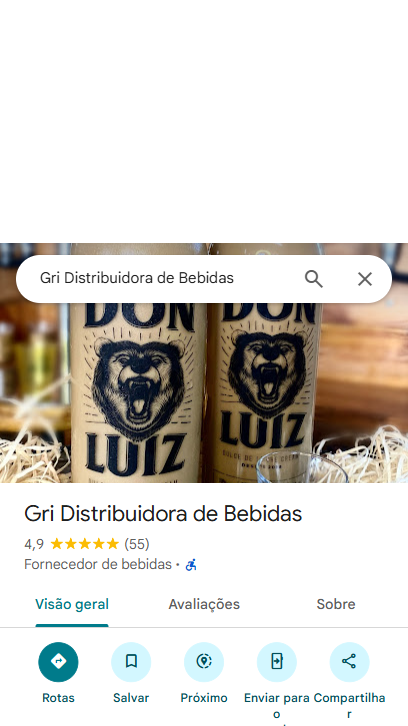 Gri Distribuidora de Bebidas
DON
DON
LUIZ
LUIZ
Gri Distribuidora de Bebidas
4,9 (55)
Fornecedor de bebidas ·
Visão geral Avaliações Sobre
Rotas Salvar Próximo Enviar para Compartilha
o r